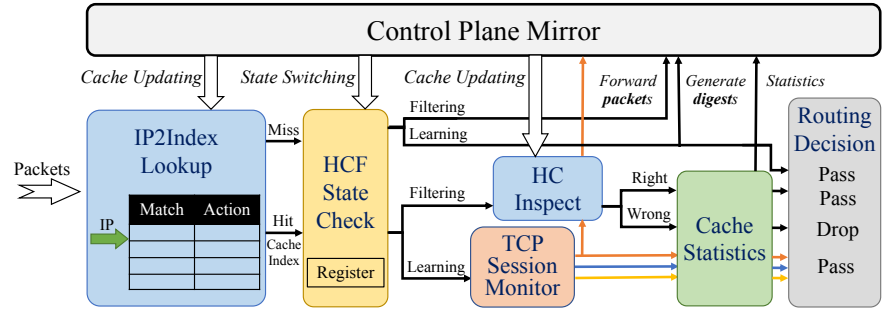 Control Plane Mirror
Cache Updating
State Switching
Cache Updating
Forward
packets
Generate
digests
Statistics
Packets
IP2Index
Lookup
IP
Match Action
Miss
Hit
Cache
Index
HCF
State
Check
Register
Filtering
Learning
Filtering
Learning
HC
Inspect
TCP
Session
Monitor
Right
Wrong
Cache
Statistics
Routing
Decision
Pass
Pass
Drop
Pass